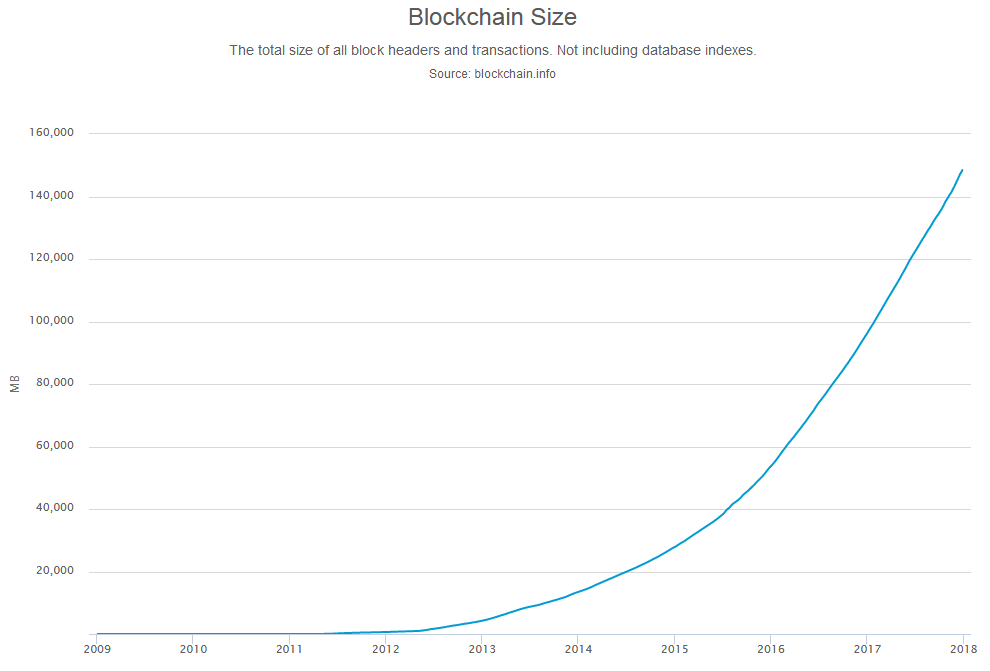 Blockchain Size
The total size of all block headers and transactions. Not including database indexes.
Source: blockchain.info
160,000
140,000
120,000
100,000
80,000
MB
60,000
40,000
20,000
2009 2010 2011 2012 2013 2014 2015 2016 2017 2018